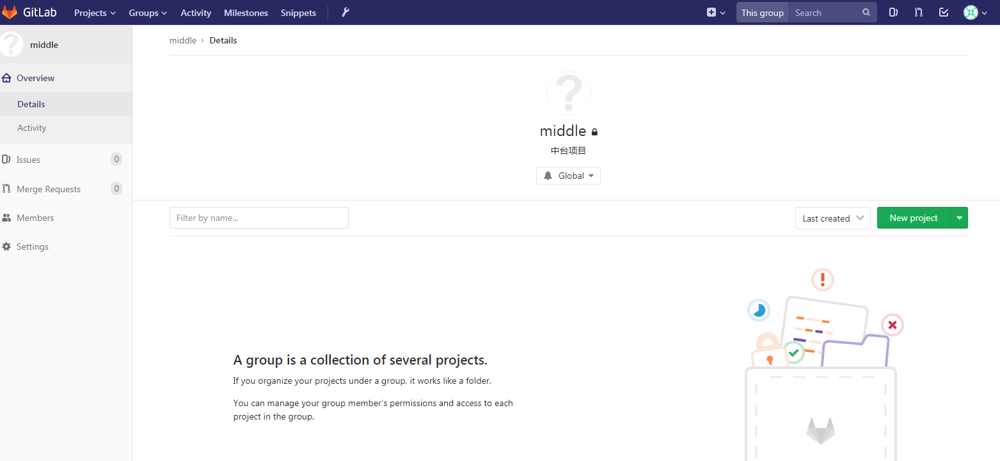 GitLab Projects Groups Activity Milestones Snippets This group Search
middle
middle › Details
Overview
Details
Activity
Issues 0
Merge Requests 0
Members
Settings
middle
中台项目
Global
Filter by name... Last created New project
A group is a collection of several projects.
If you organize your projects under a group, it works like a folder.
You can manage your group member’s permissions and access to each
project in the group.